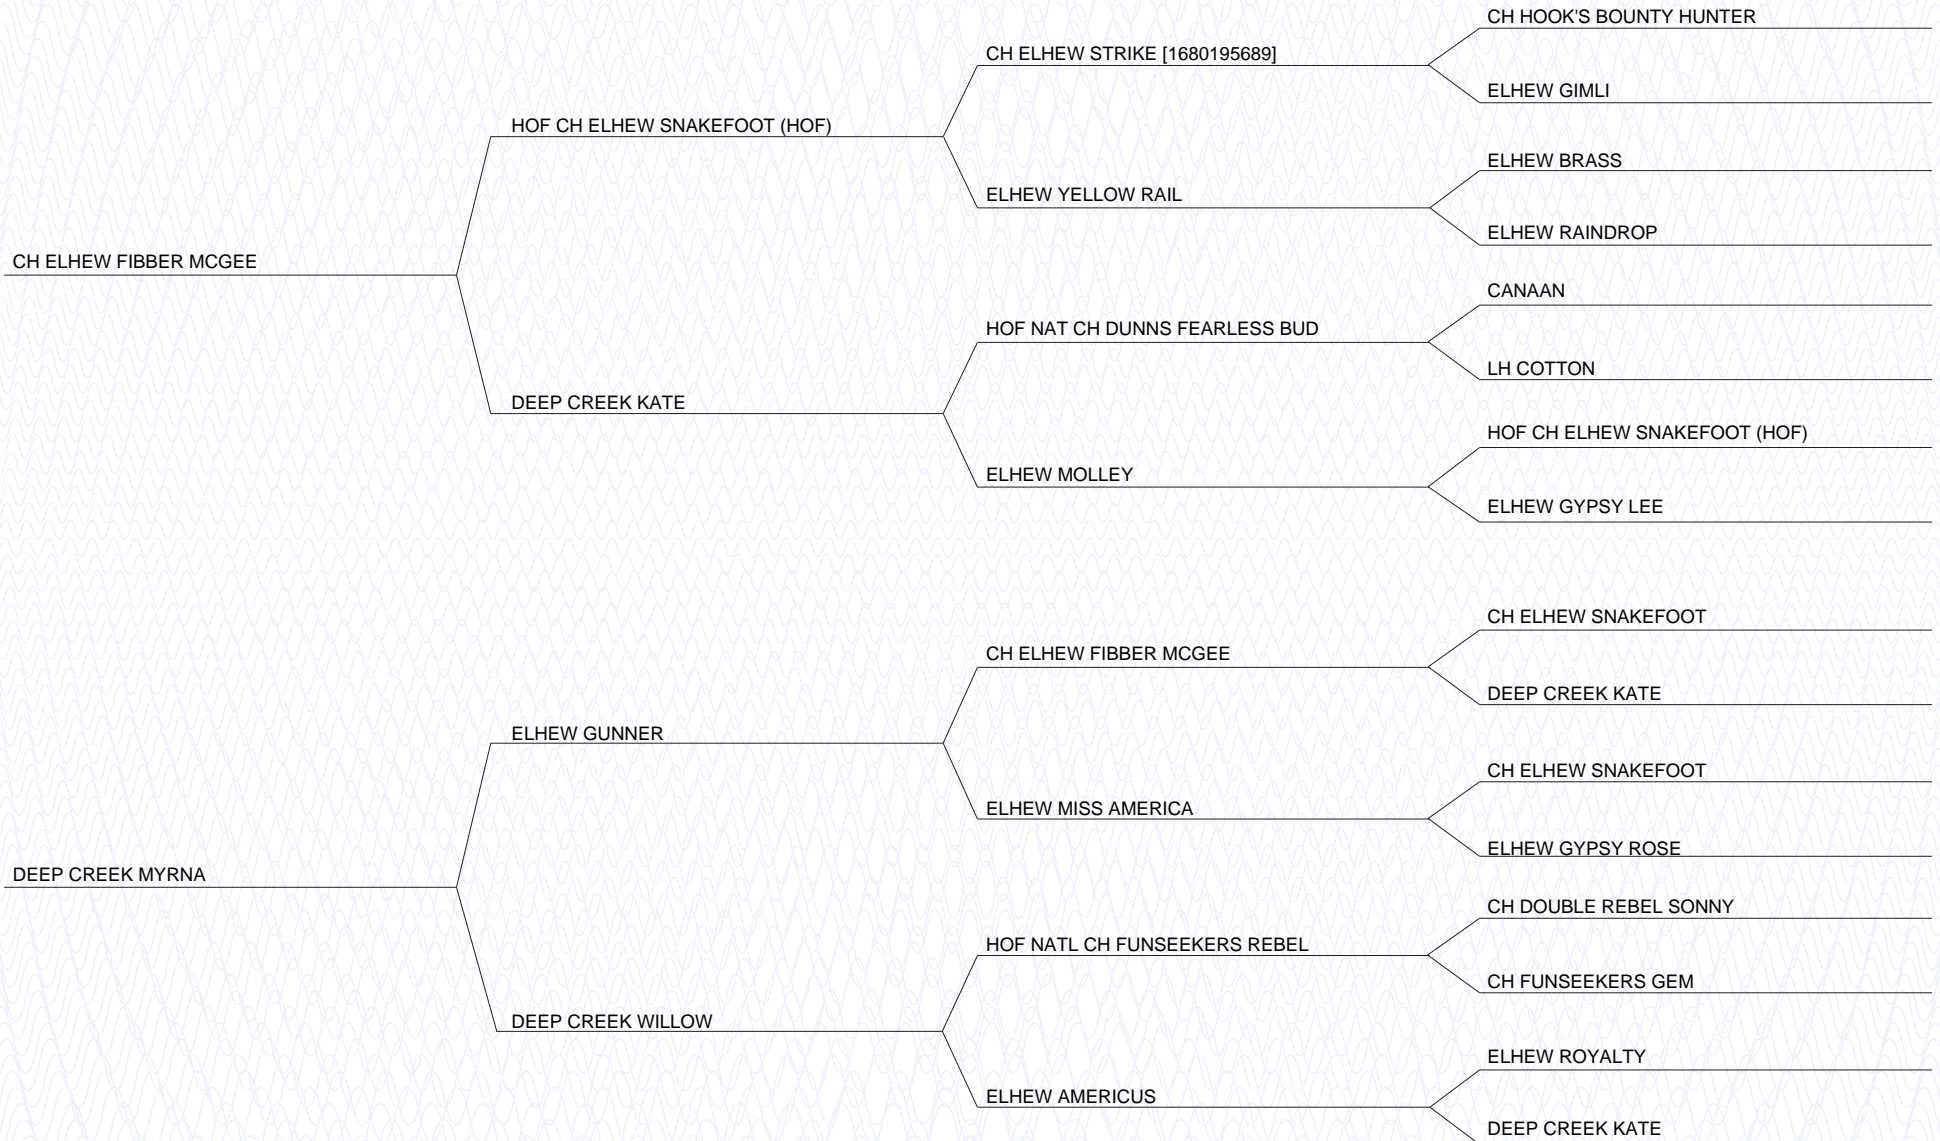 CH HOOK'S BOUNTY HUNTER
CH ELHEW STRIKE [1680195689]
ELHEW GIMLI
HOF CH ELHEW SNAKEFOOT (HOF)
ELHEW BRASS
ELHEW YELLOW RAIL
ELHEW RAINDROP
CH ELHEW FIBBER MCGEE
CANAAN
HOF NAT CH DUNNS FEARLESS BUD
LH COTTON
DEEP CREEK KATE
HOF CH ELHEW SNAKEFOOT (HOF)
ELHEW MOLLEY
ELHEW GYPSY LEE
CH ELHEW SNAKEFOOT
CH ELHEW FIBBER MCGEE
DEEP CREEK KATE
ELHEW GUNNER
CH ELHEW SNAKEFOOT
ELHEW MISS AMERICA
ELHEW GYPSY ROSE
DEEP CREEK MYRNA
CH DOUBLE REBEL SONNY
HOF NATL CH FUNSEEKERS REBEL
CH FUNSEEKERS GEM
DEEP CREEK WILLOW
ELHEW ROYALTY
ELHEW AMERICUS
DEEP CREEK KATE